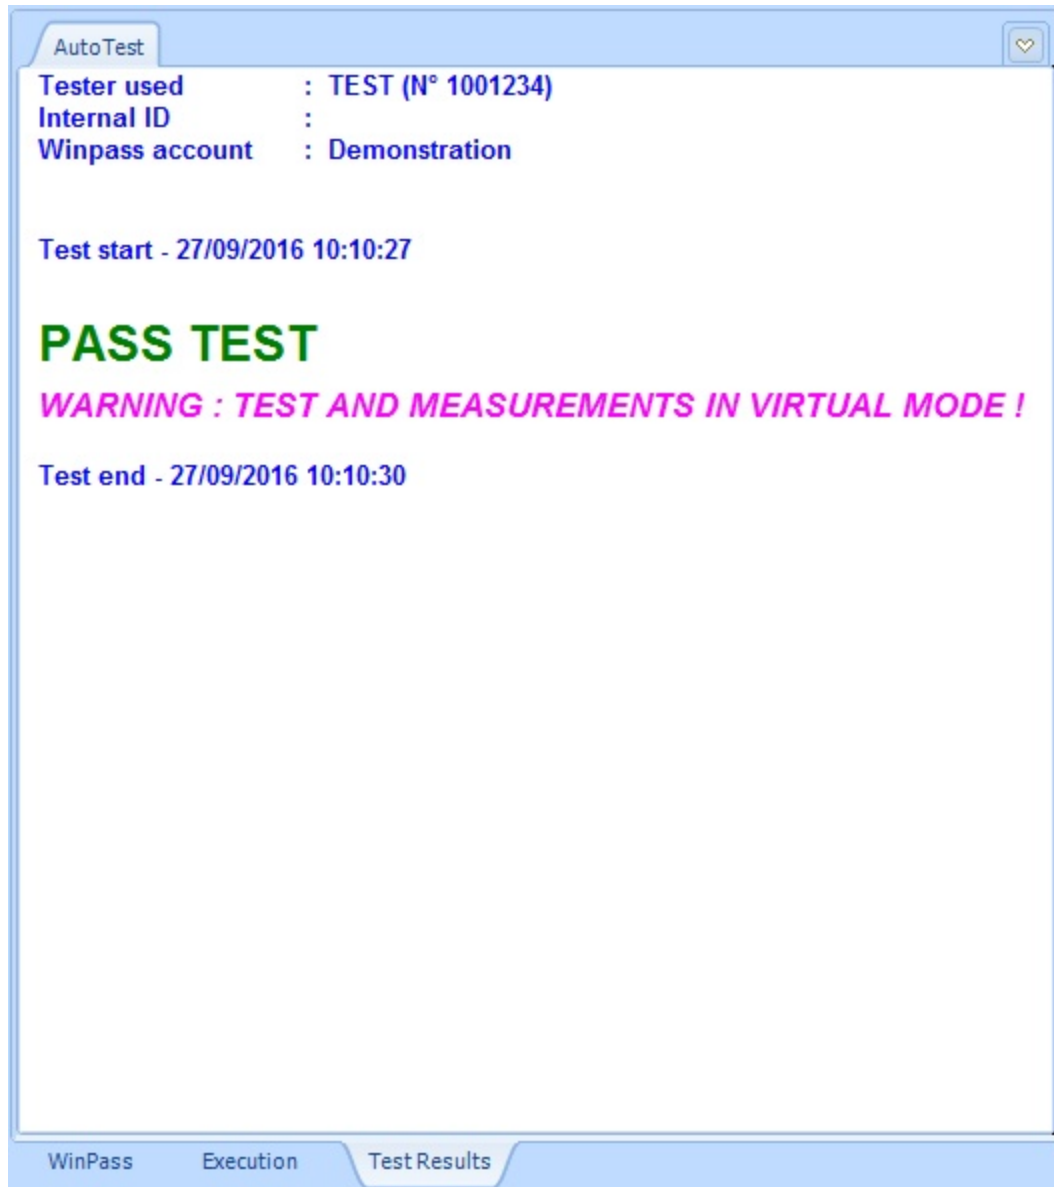 AutoTest
Tester used : TEST (N° 1001234)
Internal ID :
Winpass account : Demonstration
Test start - 27/09/2016 10:10:27
PASS TEST
WARNING : TEST AND MEASUREMENTS IN VIRTUAL MODE !
Test end - 27/09/2016 10:10:30
WinPass Execution Test Results